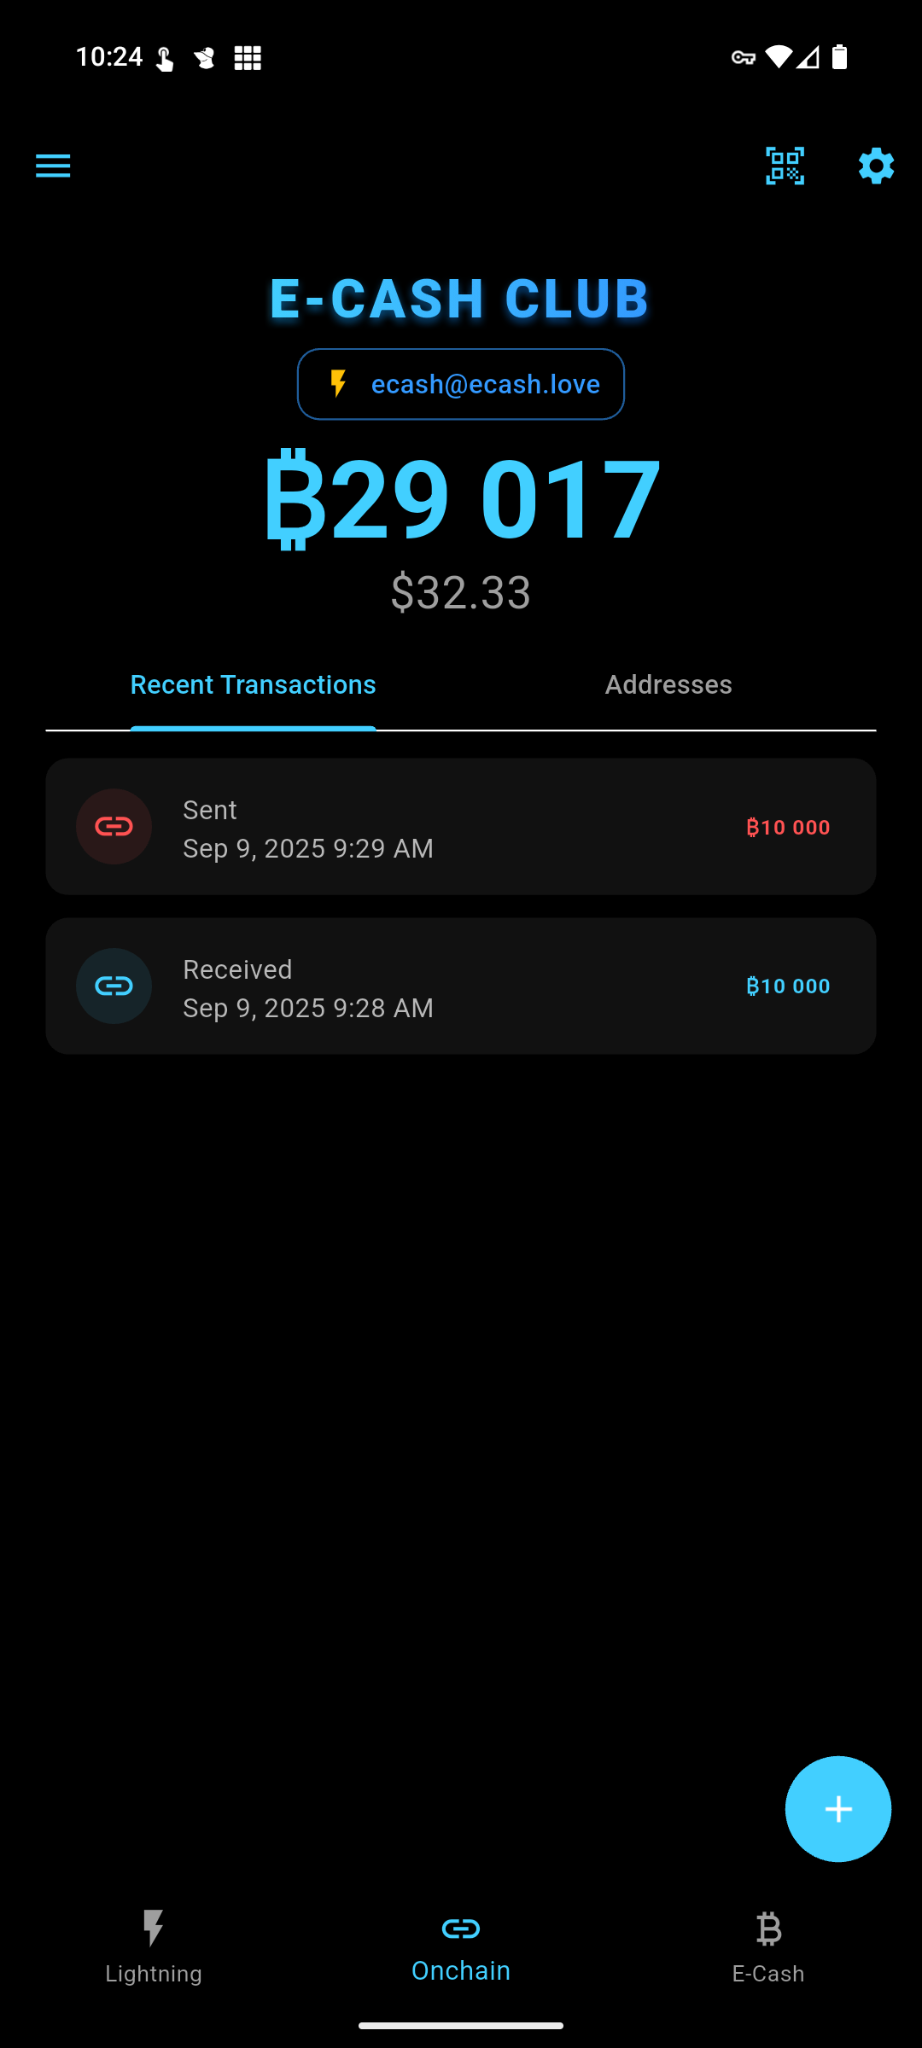 10:24
E-CASH CLUB
ecash@ecash.love
₿29 017
$32.33
Recent Transactions
Addresses
Sent
Sep 9, 2025 9:29 AM
₿10 000
Received
Sep 9, 2025 9:28 AM
₿10 000
Lightning
Onchain
E-Cash